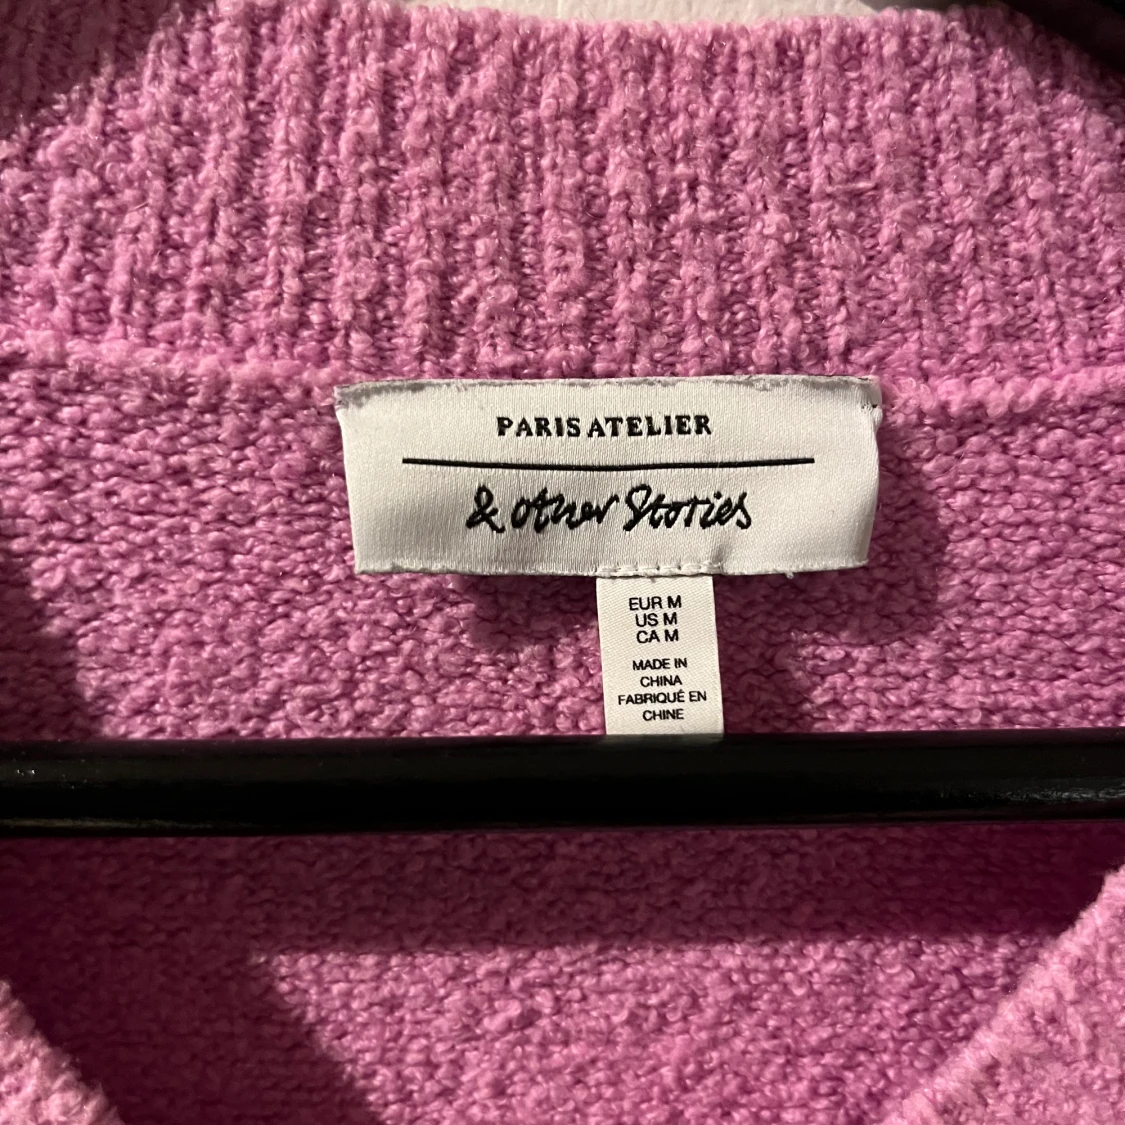 PARIS ATELIER
& other Stories
EUR M
US M
CA M
MADE IN
CHINA
FABRIQUÉ EN
CHINE